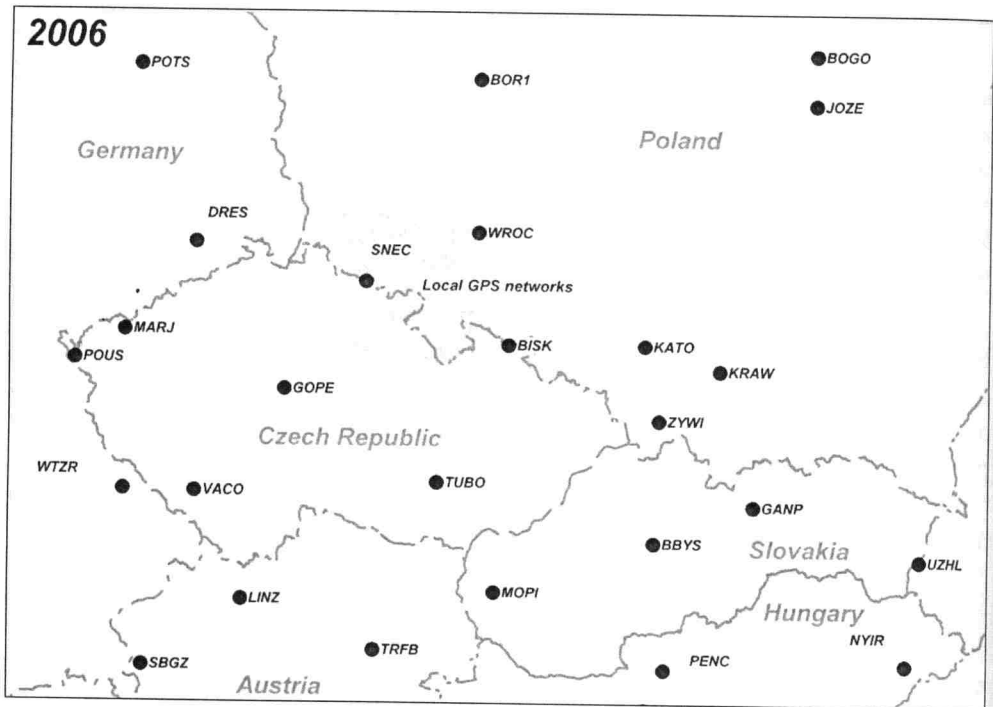 2006
POTS
BOGO
BOR1
JOZE
Germany
Poland
DRES
WROC
SNEC
Local GPS networks
MARJ
POUS
BISK
KATO
KRAW
GOPE
ZYWI
Czech Republic
WTZR
VACO
TUBO
GANP
BBYS
Slovakia
UZHL
LINZ
MOPI
Hungary
NYIR
TRFB
SBGZ
PENC
Austria